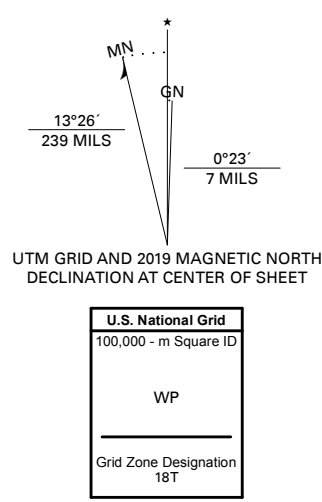 ★
MN
GN
13°26´
239 MILS
0°23´
7 MILS
UTM GRID AND 2019 MAGNETIC NORTH
DECLINATION AT CENTER OF SHEET
U.S. National Grid
100,000 - m Square ID
WP
Grid Zone Designation
18T